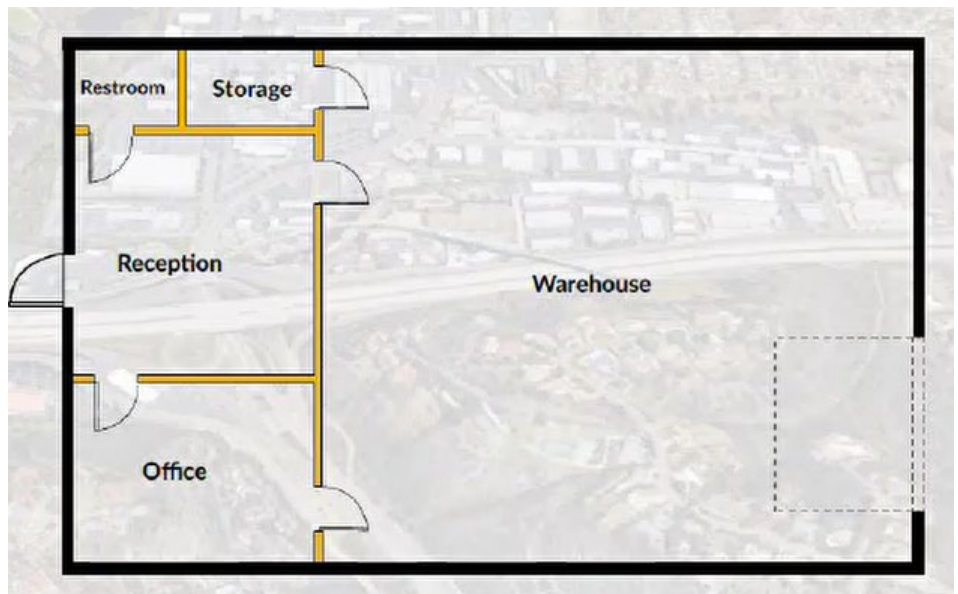 Restroom
Storage
Reception
Warehouse
Office